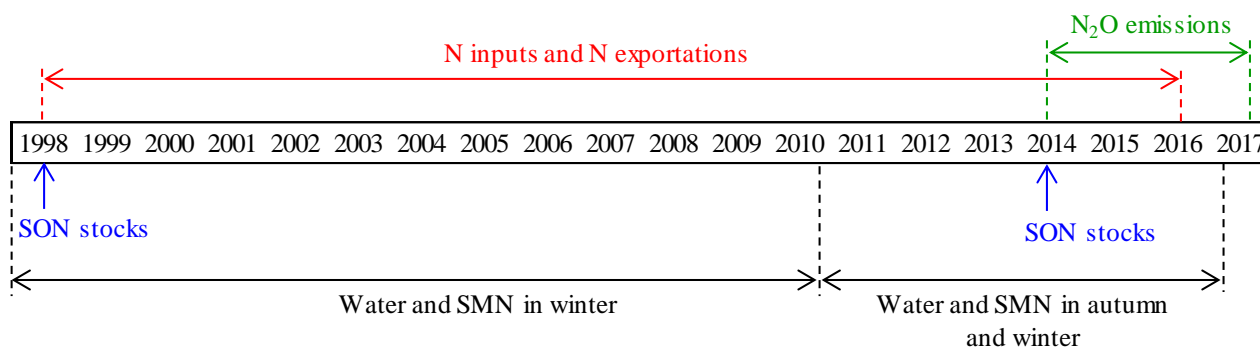 N₂O emissions
N inputs and N exportations
1998 1999 2000 2001 2002 2003 2004 2005 2006 2007 2008 2009 2010 2011 2012 2013 2014 2015 2016 2017
SON stocks
SON stocks
Water and SMN in winter
Water and SMN in autumn
and winter